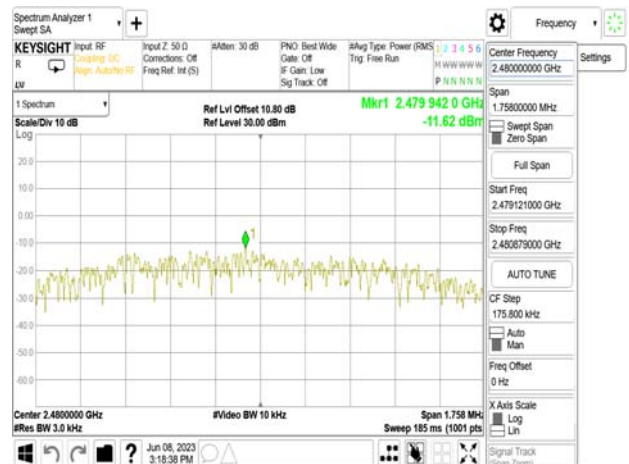 Spectrum Analyzer 1
Swept SA
Frequency
KEYSIGHT
R
Input: RF
Coupling: DC
Align: Auto/No RF
Input Z: 50 Ω
Corrections: Off
Freq Ref: Int (S)
#Atten: 30 dB
PNO: Best Wide
Gate: Off
IF Gain: Low
Sig Track: Off
#Avg Type: Power (RMS
Trig: Free Run
1 2 3 4 5 6
M W W W W W
P N N N N N
1 Spectrum
Scale/Div 10 dB
Log
Ref Lvl Offset 10.80 dB
Ref Level 30.00 dBm
Mkr1 2.479 942 0 GHz
-11.62 dBm
20.0
10.0
0.00
-10.0
-20.0
-30.0
-40.0
-50.0
-60.0
1
Center 2.4800000 GHz
#Res BW 3.0 kHz
#Video BW 10 kHz
Span 1.758 MHz
Sweep 185 ms (1001 pts
Jun 08, 2023
3:18:38 PM
Center Frequency
2.480000000 GHz
Settings
Span
1.75800000 MHz
Swept Span
Zero Span
Full Span
Start Freq
2.479121000 GHz
Stop Freq
2.480879000 GHz
AUTO TUNE
CF Step
175.800 kHz
Auto
Man
Freq Offset
0 Hz
X Axis Scale
Log
Lin
Signal Track
(Span Zoom)